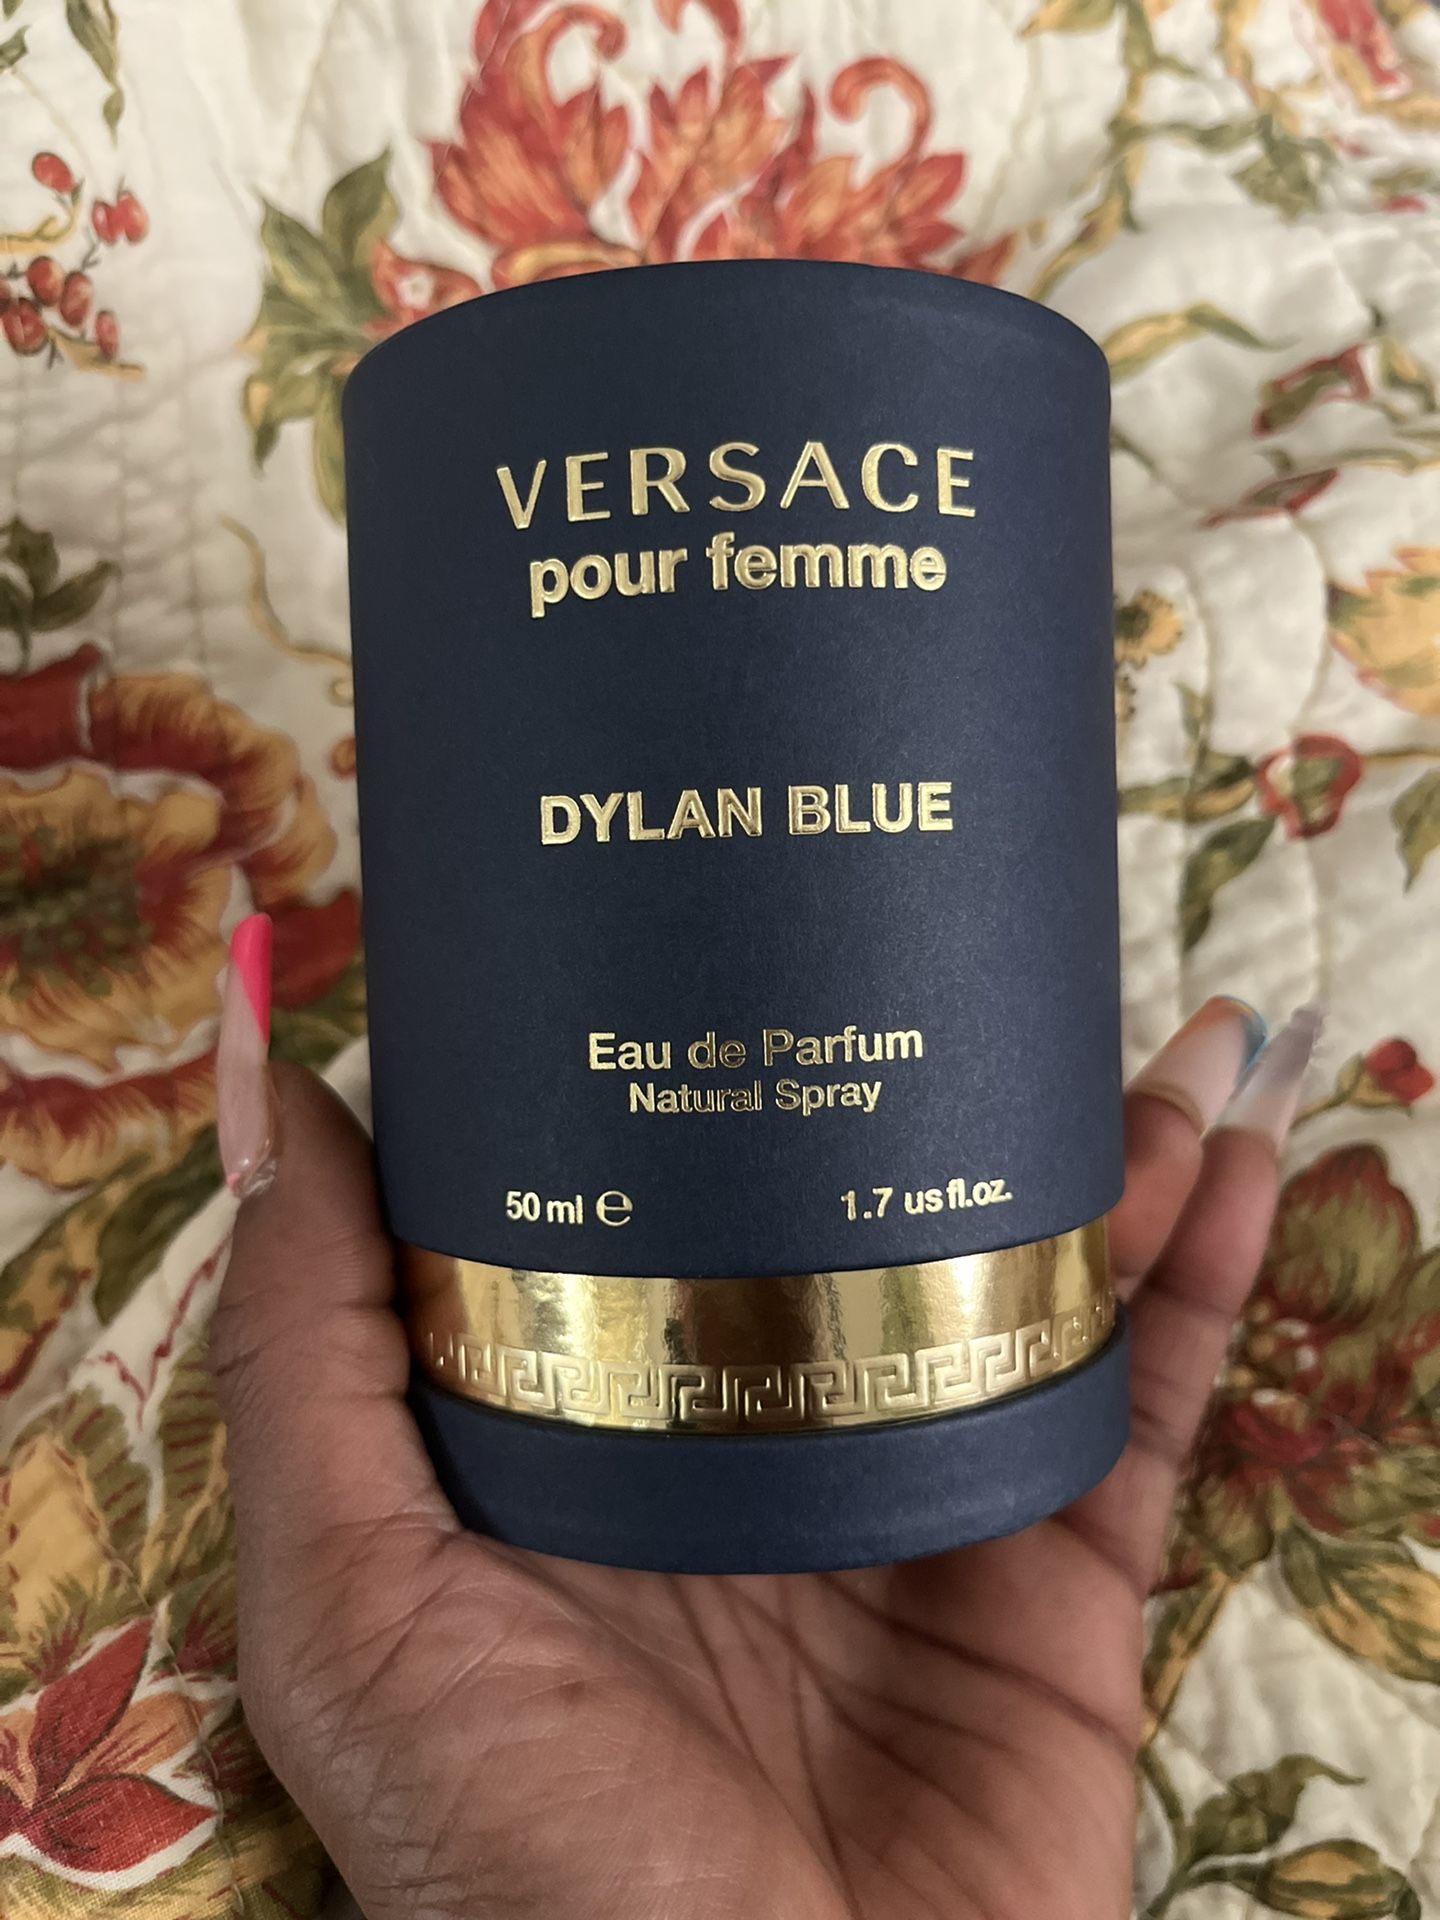 VERSACE
pour femme
DYLAN BLUE
Eau de Parfum
Natural Spray
50 ml ℮ 1.7 us fl.oz.